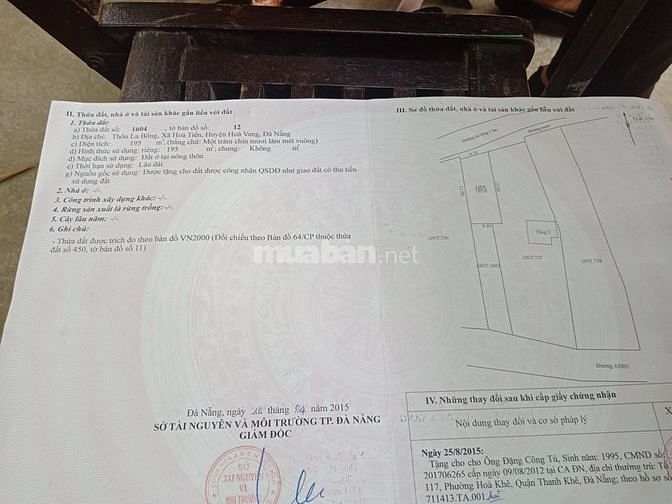 II. Thửa đất, nhà ở và tài sản khác gắn liền với đất
1. Thửa đất:
a) Thửa đất số: 1604 , tờ bản đồ số: 12
b) Địa chỉ: Thôn La Bông, Xã Hoà Tiến, Huyện Hoà Vang, Đà Nẵng
c) Diện tích: 195 m², (bằng chữ: Một trăm chín mươi lăm mét vuông)
d) Hình thức sử dụng: riêng: 195 m²; chung: Không m²
đ) Mục đích sử dụng: Đất ở tại nông thôn
e) Thời hạn sử dụng: Lâu dài
g) Nguồn gốc sử dụng: Được tặng cho đất được công nhận QSDĐ như giao đất có thu tiền
sử dụng đất
2. Nhà ở: -/-
3. Công trình xây dựng khác: -/-
4. Rừng sản xuất là rừng trồng: -/-
5. Cây lâu năm: -/-
6. Ghi chú:
- Thửa đất được trích đo theo bản đồ VN2000 (Đối chiếu theo Bản đồ 64/CP thuộc thửa
đất số 450, tờ bản đồ số 11)
muaban.net
Đà Nẵng, ngày tháng 04 năm 2015
SỞ TÀI NGUYÊN VÀ MÔI TRƯỜNG TP. ĐÀ NẴNG
GIÁM ĐỐC
SỞ
TÀI NGUYÊN
VÀ
MÔI TRƯỜNG
III. Sơ đồ thửa đất, nhà ở và tài sản khác gắn liền với đất
1604
ONT.736
Tầng 1
ONT.1603
ONT.737
ONT.738
Đường ADB5
IV. Những thay đổi sau khi cấp giấy chứng nhận
Nội dung thay đổi và cơ sở pháp lý
Ngày 25/8/2015:
Tặng cho cho Ông Đặng Công Tú, Sinh năm: 1995, CMND số:
201706265 cấp ngày 09/08/2012 tại CA ĐN, địa chỉ thường trú: T
117, Phường Hoà Khê, Quận Thanh Khê, Đà Nẵng; theo hồ sơ
711413.TA.001